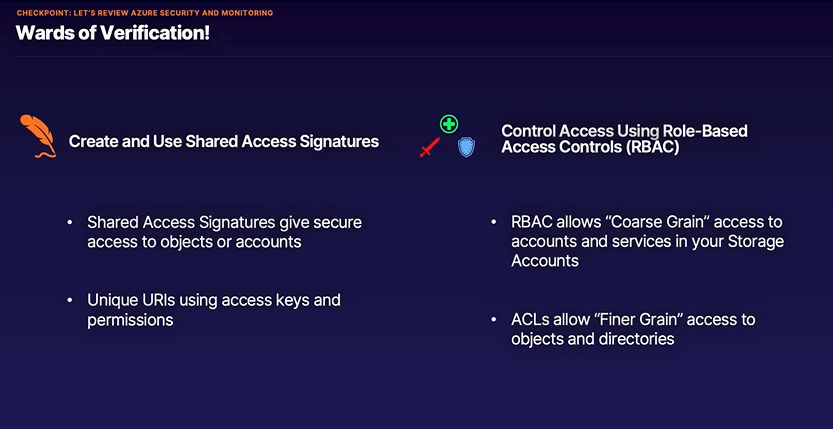 CHECKPOINT: LET'S REVIEW AZURE SECURITY AND MONITORING
Wards of Verification!
Create and Use Shared Access Signatures
• Shared Access Signatures give secure
access to objects or accounts
• Unique URIs using access keys and
permissions
Control Access Using Role-Based
Access Controls (RBAC)
• RBAC allows “Coarse Grain” access to
accounts and services in your Storage
Accounts
• ACLs allow “Finer Grain” access to
objects and directories